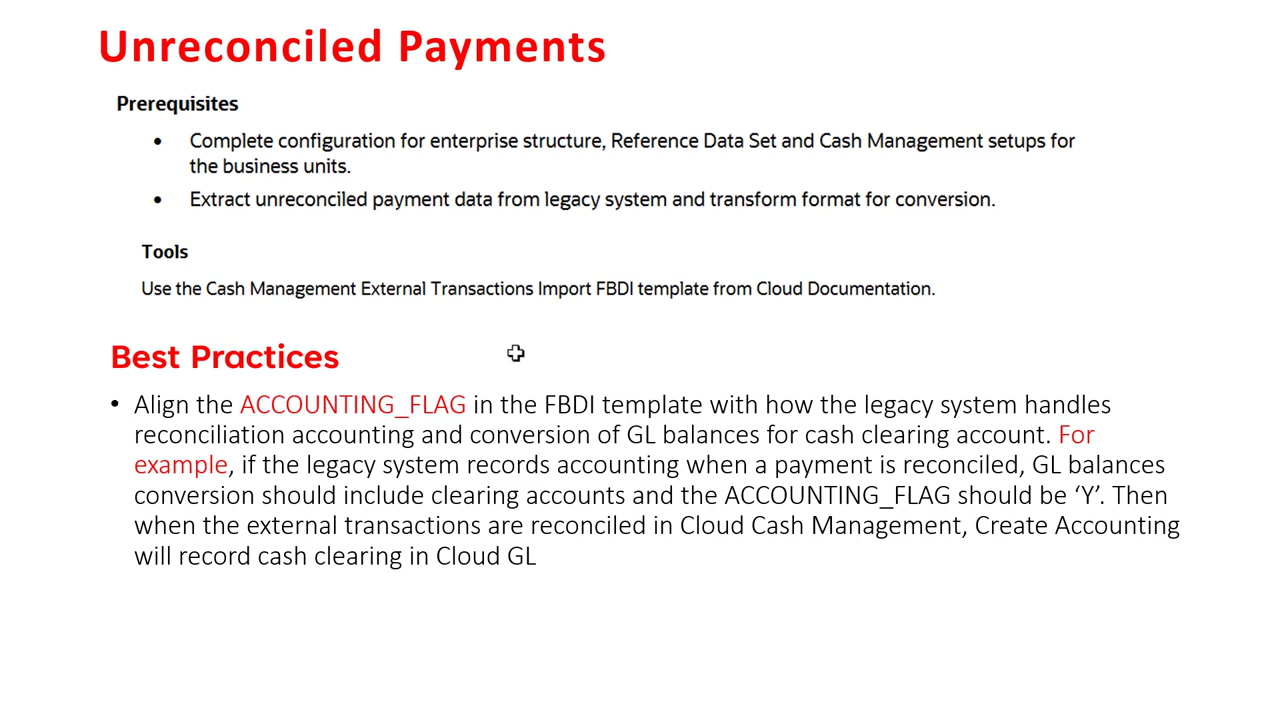 Unreconciled Payments
Prerequisites
• Complete configuration for enterprise structure, Reference Data Set and Cash Management setups for
the business units.
• Extract unreconciled payment data from legacy system and transform format for conversion.
Tools
Use the Cash Management External Transactions Import FBDI template from Cloud Documentation.
Best Practices
• Align the ACCOUNTING_FLAG in the FBDI template with how the legacy system handles
reconciliation accounting and conversion of GL balances for cash clearing account. For
example, if the legacy system records accounting when a payment is reconciled, GL balances
conversion should include clearing accounts and the ACCOUNTING_FLAG should be ‘Y’. Then
when the external transactions are reconciled in Cloud Cash Management, Create Accounting
will record cash clearing in Cloud GL